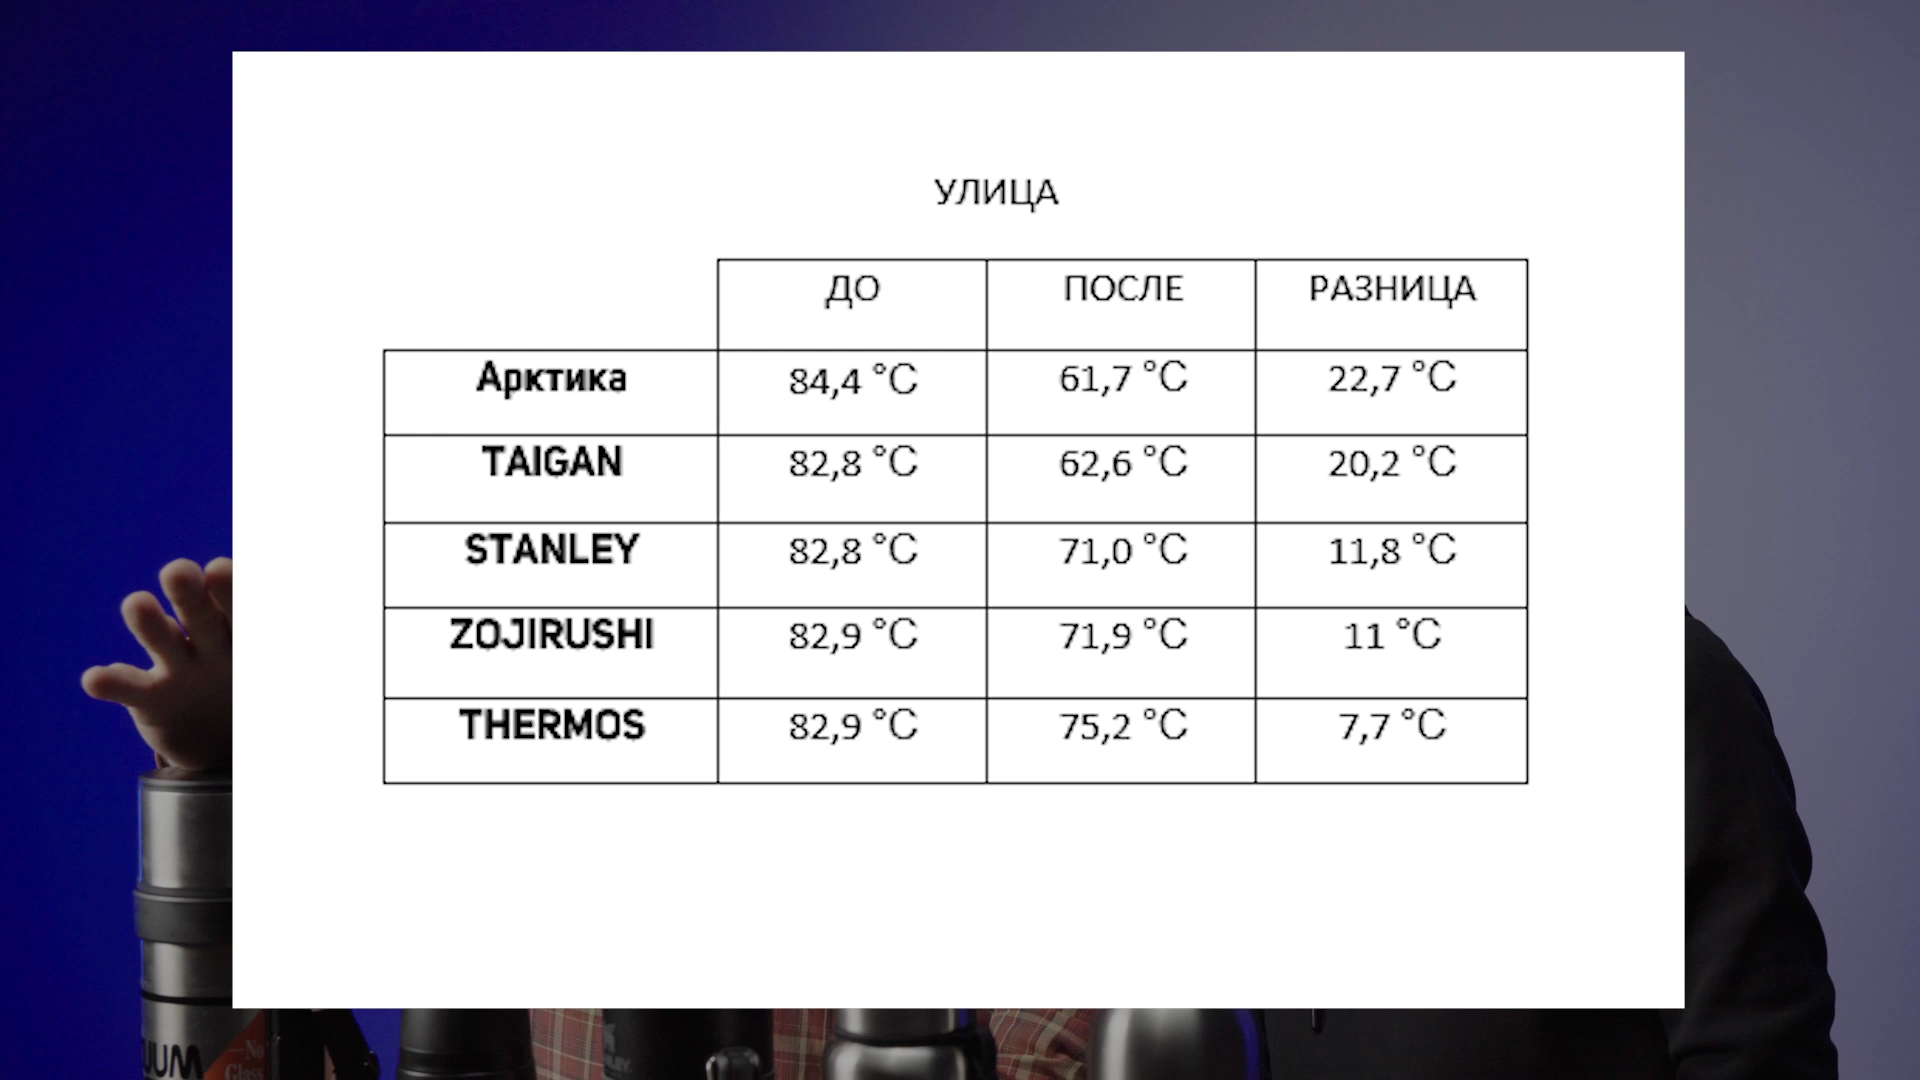 УЛИЦА
ДО ПОСЛЕ РАЗНИЦА
Арктика 84,4 °C 61,7 °C 22,7 °C
TAIGAN 82,8 °C 62,6 °C 20,2 °C
STANLEY 82,8 °C 71,0 °C 11,8 °C
ZOJIRUSHI 82,9 °C 71,9 °C 11 °C
THERMOS 82,9 °C 75,2 °C 7,7 °C
No
Glass